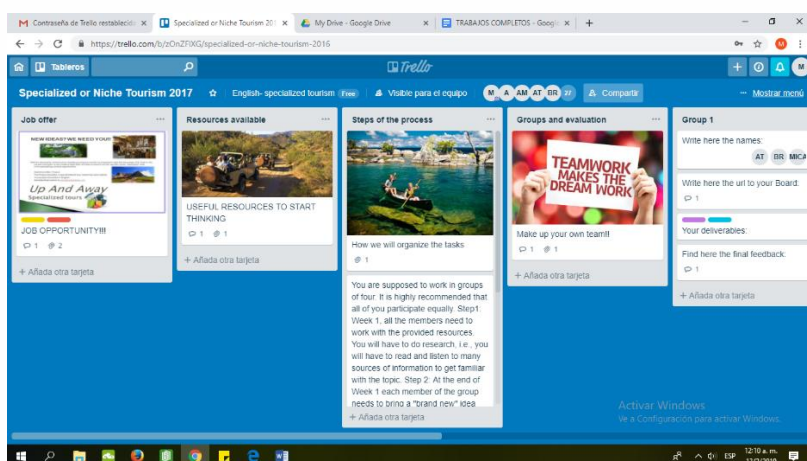 Contraseña de Trello restablecid
Specialized or Niche Tourism 201
My Drive - Google Drive
TRABAJOS COMPLETOS - Googl
https://trello.com/b/zOnZFlXG/specialized-or-niche-tourism-2016
Tableros
Trello
M
Specialized or Niche Tourism 2017
English- specialized tourism
Free
Visible para el equipo
M A AM AT BR
Compartir
Mostrar menú
Job offer
NEW IDEAS? WE NEED YOU!
Up And Away
Specialized tours
JOB OPPORTUNITY!!!
1 2
+ Añada otra tarjeta
Resources available
USEFUL RESOURCES TO START
THINKING
1 1
+ Añada otra tarjeta
Steps of the process
How we will organize the tasks
1
You are supposed to work in groups
of four. It is highly recommended that
all of you participate equally. Step1:
Week 1, all the members need to
work with the provided resources.
You will have to do research, i.e., you
will have to read and listen to many
sources of information to get familiar
with the topic. Step 2: At the end of
Week 1 each member of the group
needs to bring a "brand new" idea
+ Añada otra tarjeta
Groups and evaluation
TEAMWORK
MAKES THE
DREAM WORK
Make up your own team!!
1 1
+ Añada otra tarjeta
Group 1
Write here the names:
AT BR MICA
Write here the url to your Board:
1
Your deliverables:
Find here the final feedback:
1
+ Añada otra tarjeta
Activar Windows
Ve a Configuración para activar Windows.
ESP
12:10 a. m.